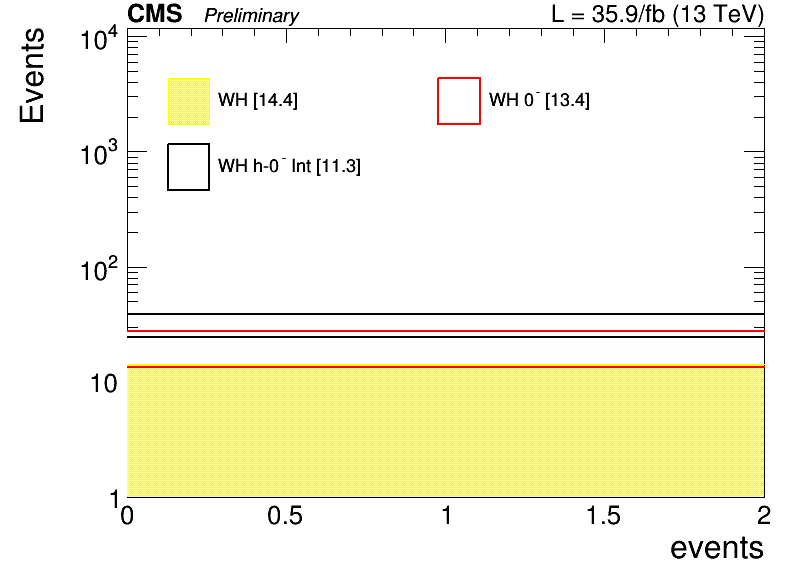 CMS Preliminary L = 35.9/fb (13 TeV)
Events
10⁴
10³
10²
10
1
WH [14.4]
WH 0⁻ [13.4]
WH h-0⁻ Int [11.3]
0 0.5 1 1.5 2
events